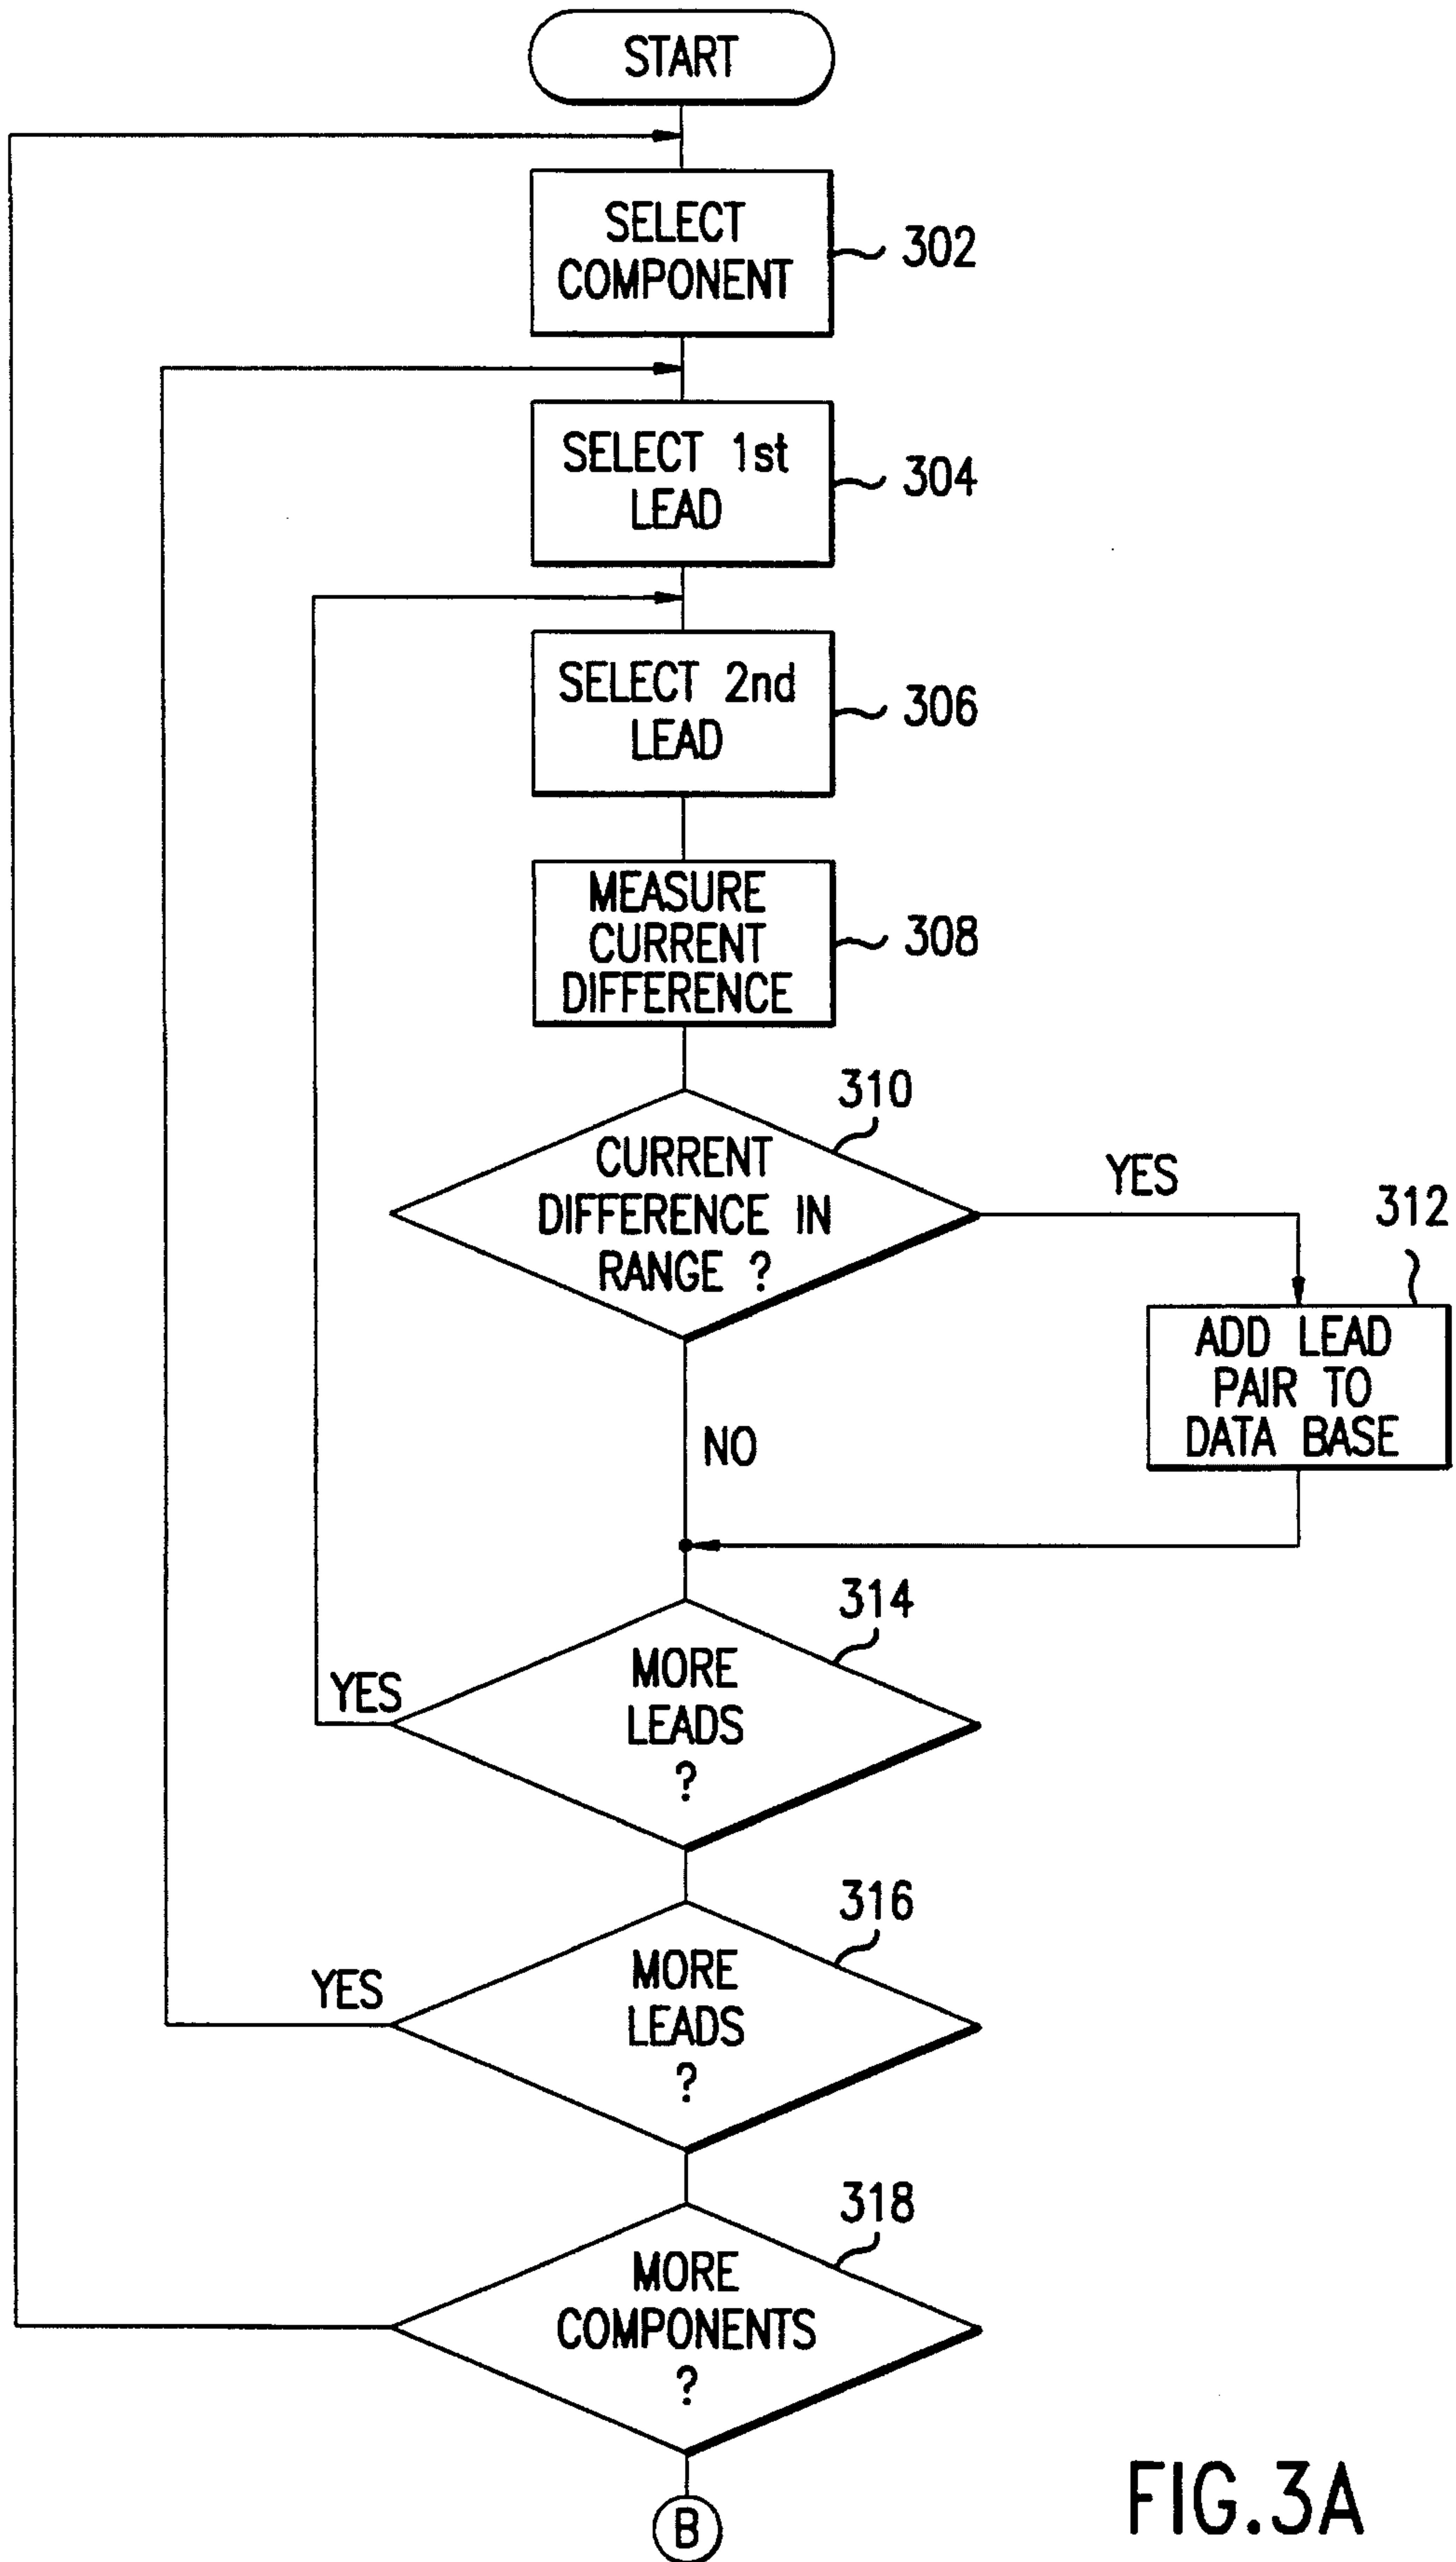 START
SELECT
COMPONENT
302
SELECT 1st
LEAD
304
SELECT 2nd
LEAD
306
MEASURE
CURRENT
DIFFERENCE
308
310
CURRENT
DIFFERENCE IN
RANGE ?
YES
312
ADD LEAD
PAIR TO
DATA BASE
NO
314
MORE
LEADS
?
YES
316
MORE
LEADS
?
YES
318
MORE
COMPONENTS
?
B
FIG.3A